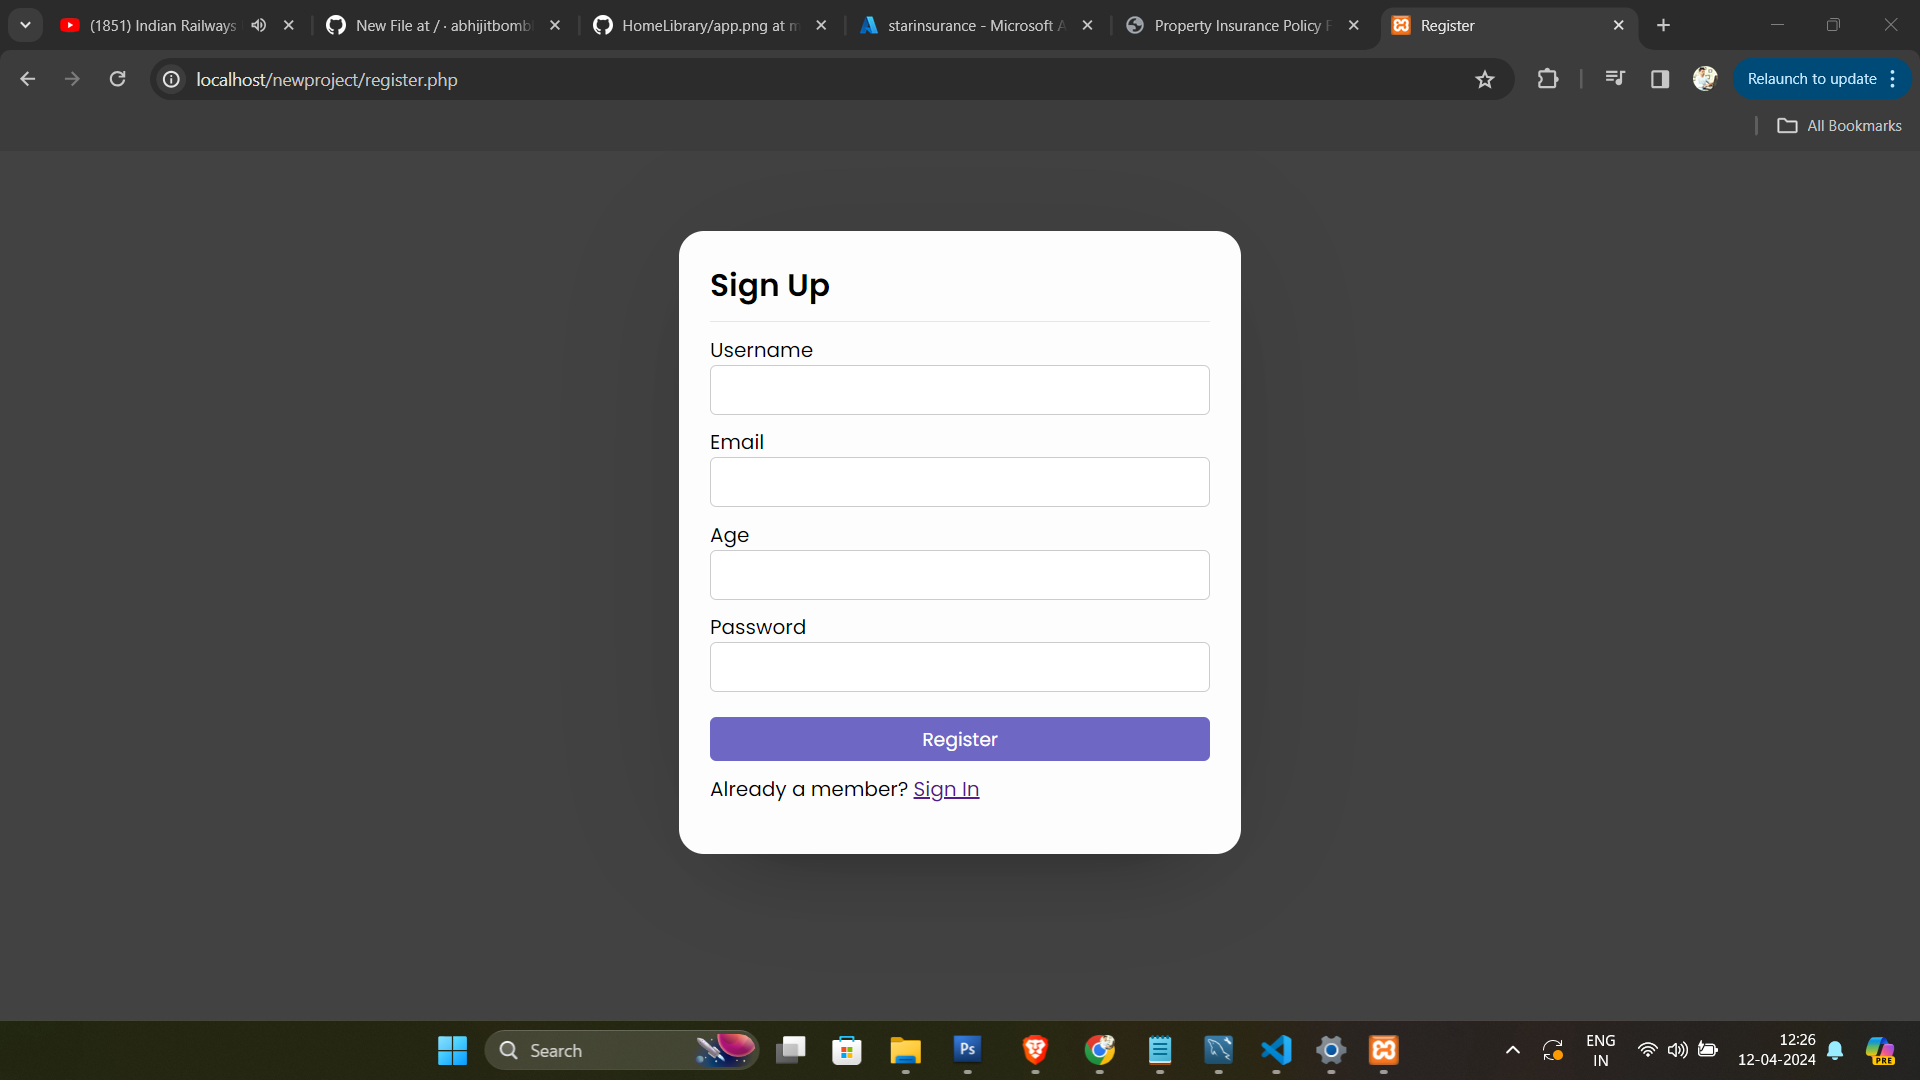 (1851) Indian Railways
New File at / · abhijitbomb
HomeLibrary/app.png at m
starinsurance - Microsoft A
Property Insurance Policy F
Register
localhost/newproject/register.php
Relaunch to update
All Bookmarks
Sign Up
Username
Email
Age
Password
Register
Already a member? Sign In
Search
Ps
ENG
IN
12:26
12-04-2024
PRE